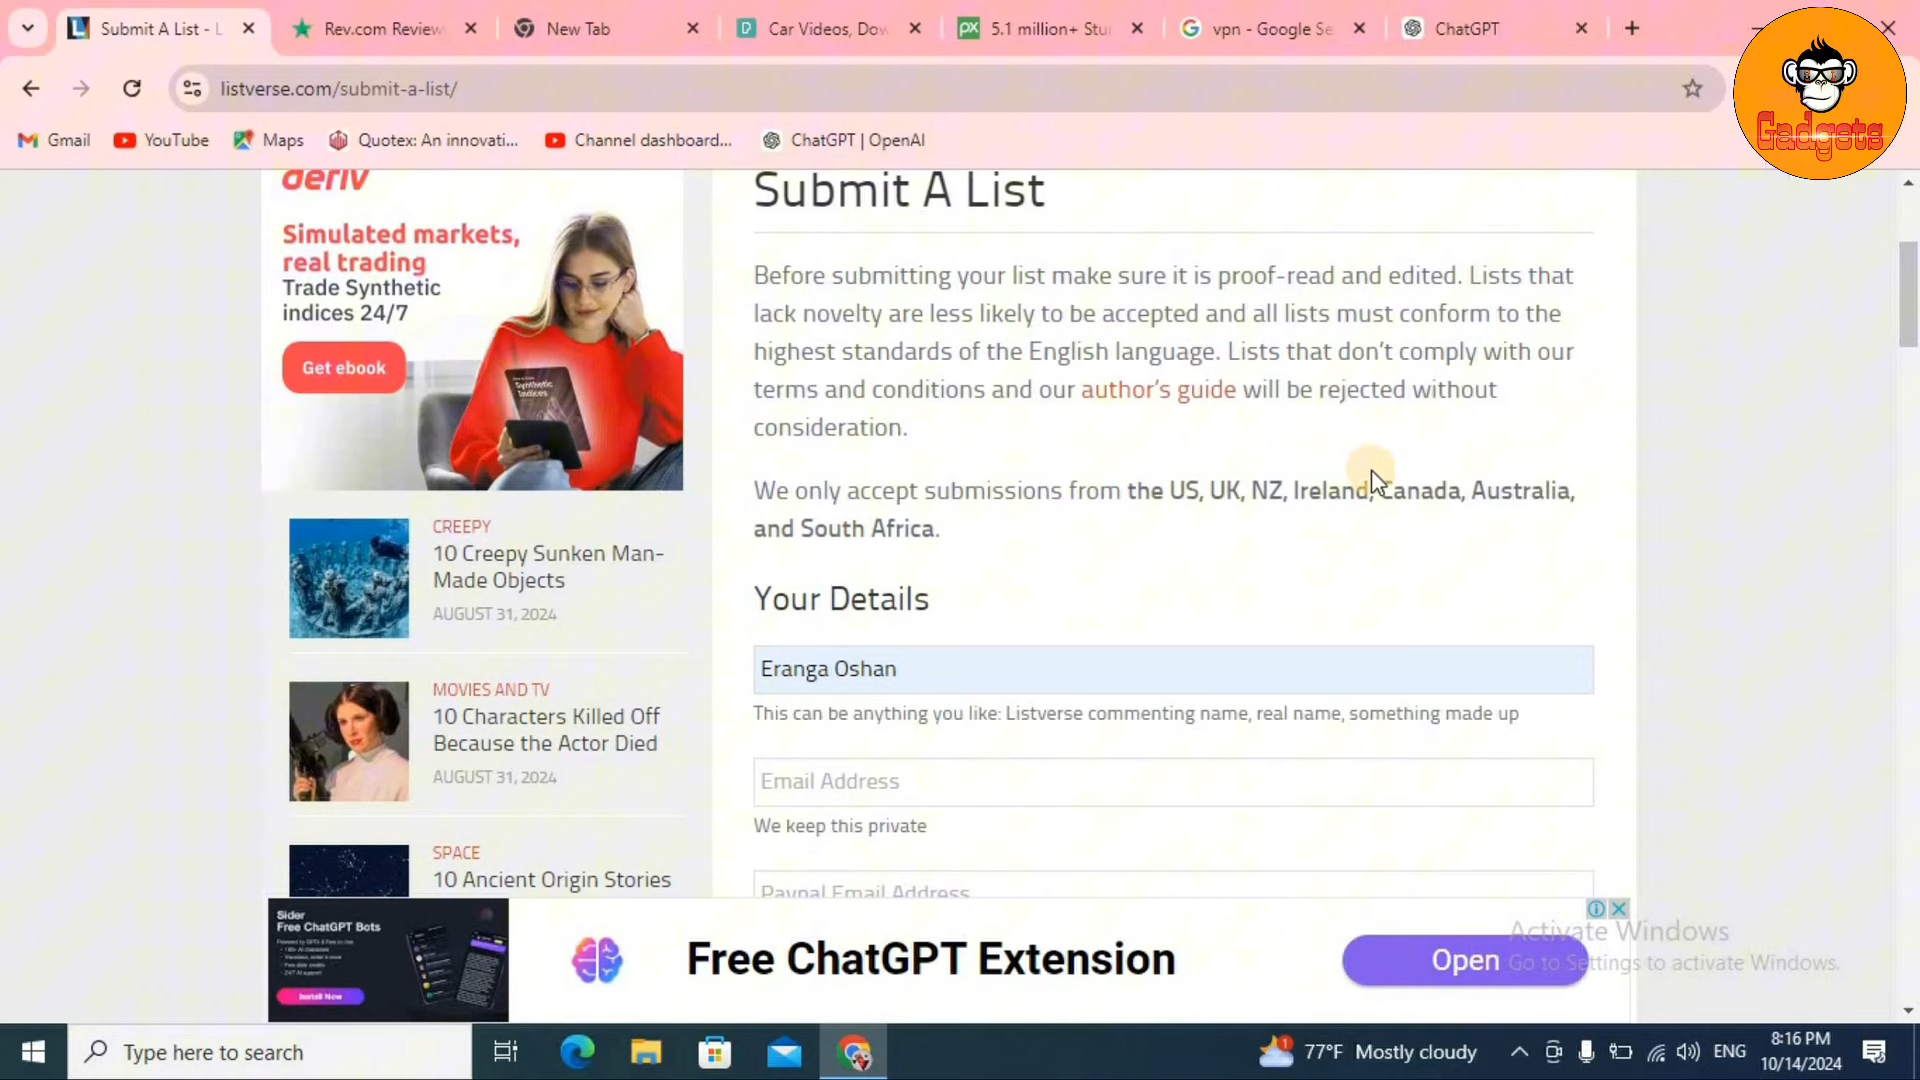 Submit A List - L
Rev.com Review
New Tab
Car Videos, Dow
5.1 million+ Stu
vpn - Google Se
ChatGPT
listverse.com/submit-a-list/
Gmail
YouTube
Maps
Quotex: An innovati...
Channel dashboard...
ChatGPT | OpenAI
Gadgets
deriv
Simulated markets,
real trading
Trade Synthetic
indices 24/7
Get ebook
Synthetic
Indices
CREEPY
10 Creepy Sunken Man-
Made Objects
AUGUST 31, 2024
MOVIES AND TV
10 Characters Killed Off
Because the Actor Died
AUGUST 31, 2024
SPACE
10 Ancient Origin Stories
Submit A List
Before submitting your list make sure it is proof-read and edited. Lists that
lack novelty are less likely to be accepted and all lists must conform to the
highest standards of the English language. Lists that don't comply with our
terms and conditions and our author's guide will be rejected without
consideration.
We only accept submissions from the US, UK, NZ, Ireland, Canada, Australia,
and South Africa.
Your Details
Eranga Oshan
This can be anything you like: Listverse commenting name, real name, something made up
Email Address
We keep this private
Paypal Email Address
Sider
Free ChatGPT Bots
Install Now
Free ChatGPT Extension
Open
Activate Windows
Go to Settings to activate Windows.
Type here to search
1
77°F Mostly cloudy
ENG
8:16 PM
10/14/2024